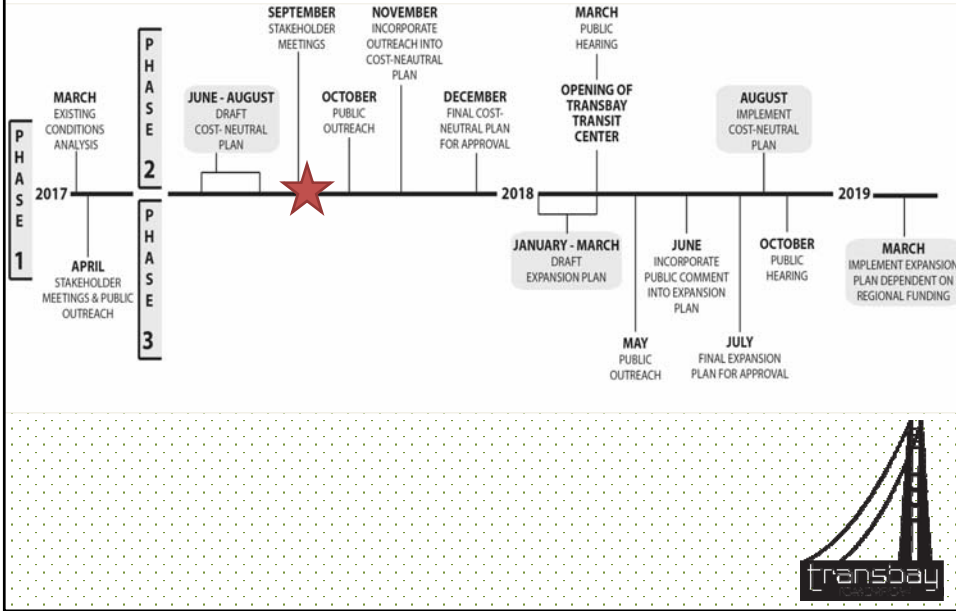 PHASE 1
2017
MARCH
EXISTING
CONDITIONS
ANALYSIS
APRIL
STAKEHOLDER
MEETINGS & PUBLIC
OUTREACH
PHASE 2
JUNE - AUGUST
DRAFT
COST- NEUTRAL
PLAN
SEPTEMBER
STAKEHOLDER
MEETINGS
OCTOBER
PUBLIC
OUTREACH
NOVEMBER
INCORPORATE
OUTREACH INTO
COST-NEAUTRAL
PLAN
DECEMBER
FINAL COST-
NEUTRAL PLAN
FOR APPROVAL
2018
MARCH
PUBLIC
HEARING
OPENING OF
TRANSBAY
TRANSIT
CENTER
AUGUST
IMPLEMENT
COST-NEUTRAL
PLAN
PHASE 3
JANUARY - MARCH
DRAFT
EXPANSION PLAN
MAY
PUBLIC
OUTREACH
JUNE
INCORPORATE
PUBLIC COMMENT
INTO EXPANSION
PLAN
JULY
FINAL EXPANSION
PLAN FOR APPROVAL
OCTOBER
PUBLIC
HEARING
2019
MARCH
IMPLEMENT EXPANSION
PLAN DEPENDENT ON
REGIONAL FUNDING
transbay